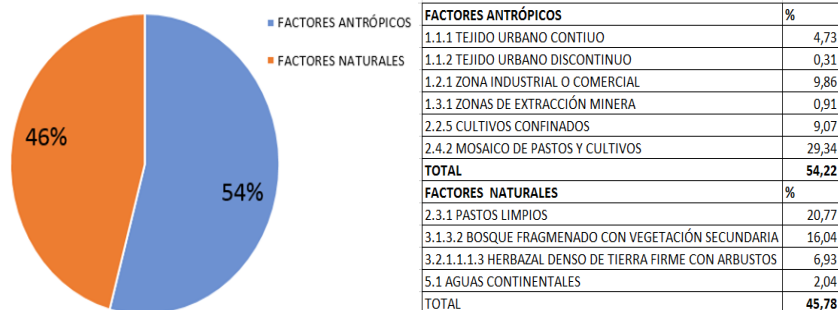 FACTORES ANTRÓPICOS
FACTORES NATURALES
46%
54%
FACTORES ANTRÓPICOS %
1.1.1 TEJIDO URBANO CONTIUO 4,73
1.1.2 TEJIDO URBANO DISCONTINUO 0,31
1.2.1 ZONA INDUSTRIAL O COMERCIAL 9,86
1.3.1 ZONAS DE EXTRACCIÓN MINERA 0,91
2.2.5 CULTIVOS CONFINADOS 9,07
2.4.2 MOSAICO DE PASTOS Y CULTIVOS 29,34
TOTAL 54,22
FACTORES NATURALES %
2.3.1 PASTOS LIMPIOS 20,77
3.1.3.2 BOSQUE FRAGMENADO CON VEGETACIÓN SECUNDARIA 16,04
3.2.1.1.1.3 HERBAZAL DENSO DE TIERRA FIRME CON ARBUSTOS 6,93
5.1 AGUAS CONTINENTALES 2,04
TOTAL 45,78